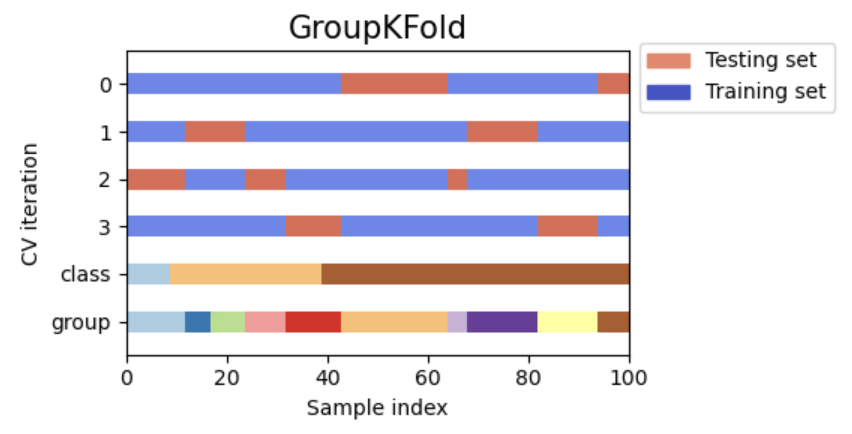 GroupKFold
Testing set
Training set
0
1
2
3
class
group
CV iteration
0 20 40 60 80 100
Sample index